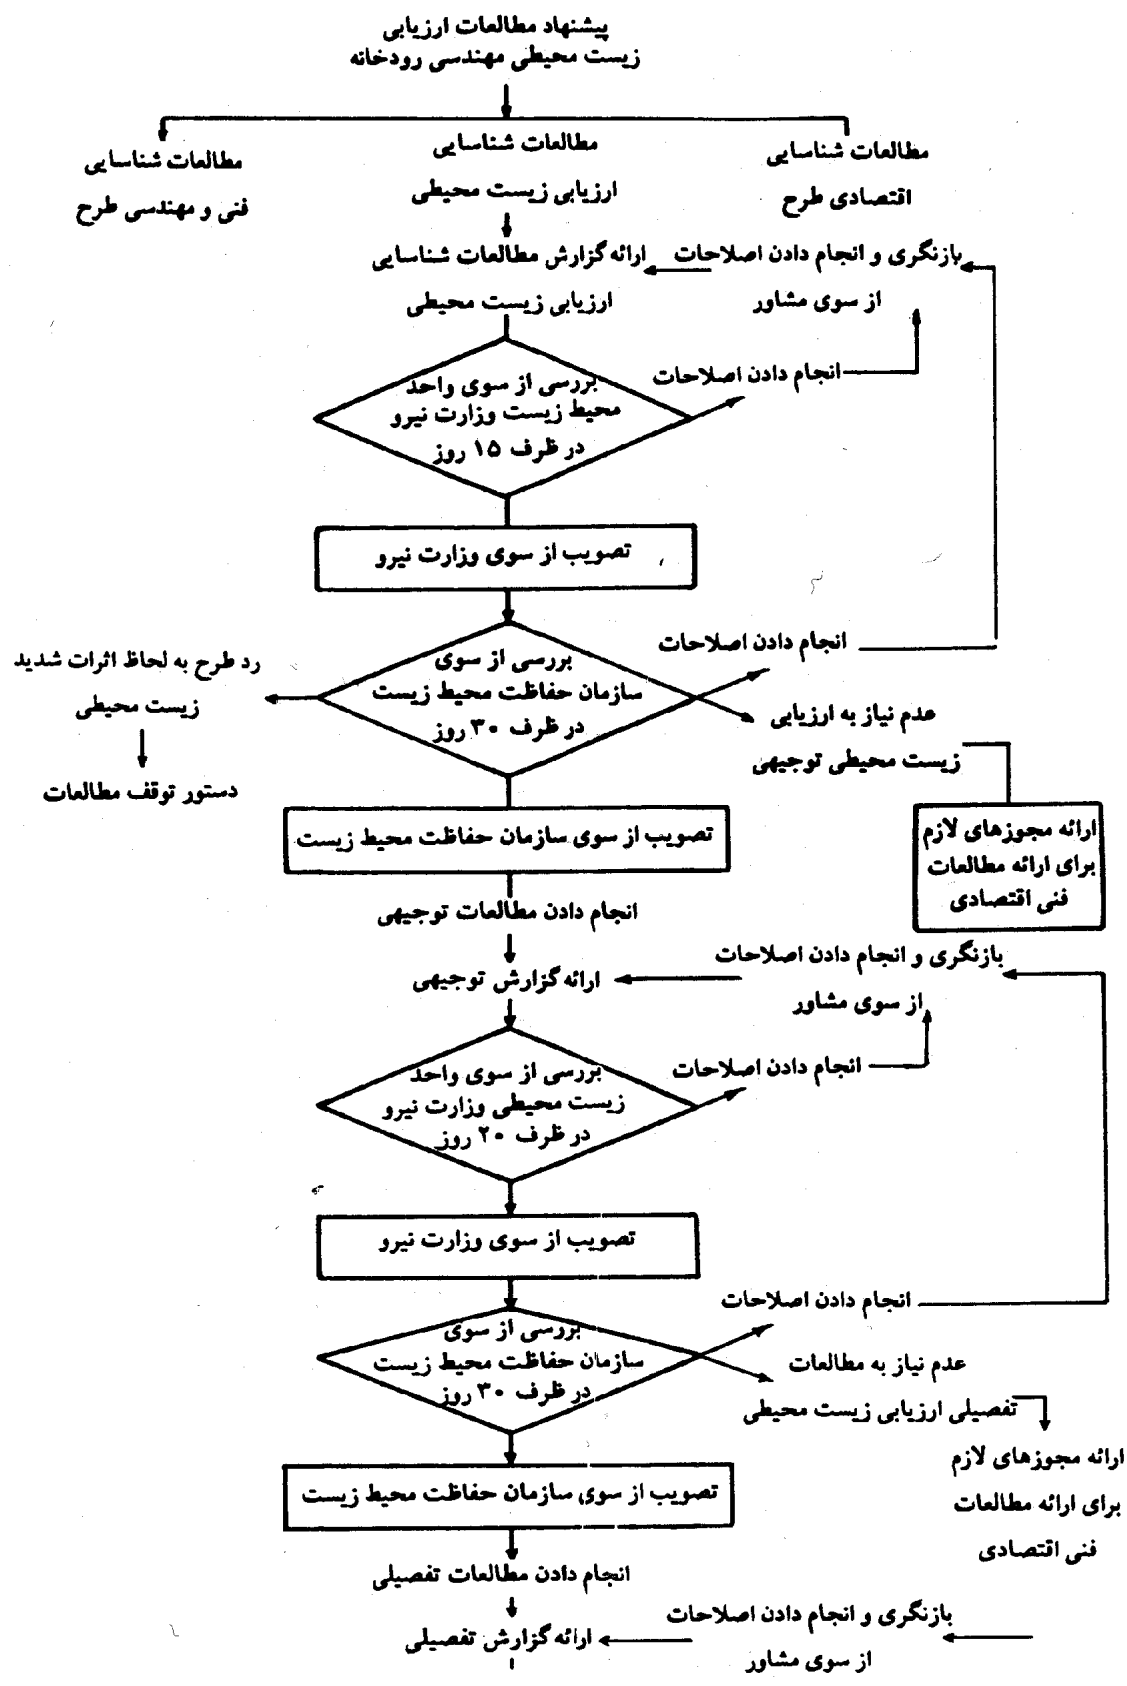 پیشنهاد مطالعات ارزیابی
زیست محیطی مهندسی رودخانه
مطالعات شناسایی
اقتصادی طرح
مطالعات شناسایی
ارزیابی زیست محیطی
مطالعات شناسایی
فنی و مهندسی طرح
بازنگری و انجام دادن اصلاحات
از سوی مشاور
ارائه گزارش مطالعات شناسایی
ارزیابی زیست محیطی
انجام دادن اصلاحات
بررسی از سوی واحد
محیط زیست وزارت نیرو
در ظرف ۱۵ روز
تصویب از سوی وزارت نیرو
انجام دادن اصلاحات
بررسی از سوی
سازمان حفاظت محیط زیست
در ظرف ۳۰ روز
رد طرح به لحاظ اثرات شدید
زیست محیطی
دستور توقف مطالعات
عدم نیاز به ارزیابی
زیست محیطی توجیهی
ارائه مجوزهای لازم
برای ارائه مطالعات
فنی اقتصادی
تصویب از سوی سازمان حفاظت محیط زیست
انجام دادن مطالعات توجیهی
بازنگری و انجام دادن اصلاحات
از سوی مشاور
ارائه گزارش توجیهی
انجام دادن اصلاحات
بررسی از سوی واحد
زیست محیطی وزارت نیرو
در ظرف ۲۰ روز
تصویب از سوی وزارت نیرو
انجام دادن اصلاحات
بررسی از سوی
سازمان حفاظت محیط زیست
در ظرف ۳۰ روز
عدم نیاز به مطالعات
تفصیلی ارزیابی زیست محیطی
ارائه مجوزهای لازم
برای ارائه مطالعات
فنی اقتصادی
تصویب از سوی سازمان حفاظت محیط زیست
انجام دادن مطالعات تفصیلی
بازنگری و انجام دادن اصلاحات
از سوی مشاور
ارائه گزارش تفصیلی